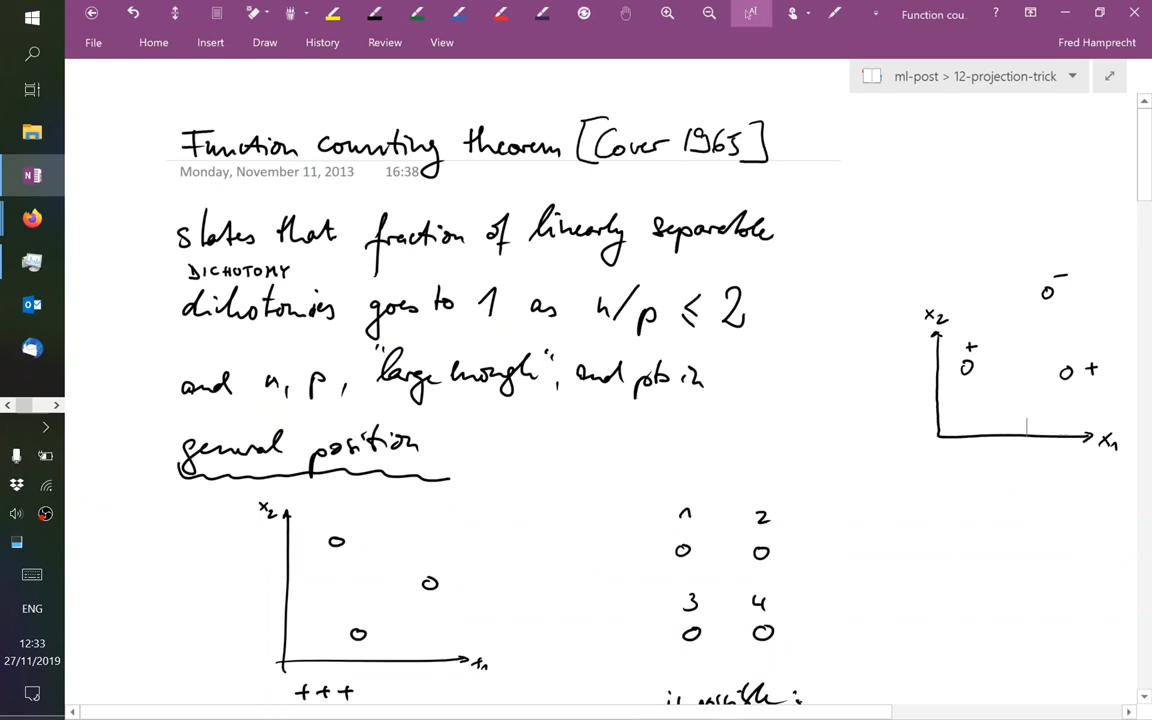 Function cou...
?
File Home Insert Draw History Review View
Fred Hamprecht
ml-post > 12-projection-trick
Function counting theorem [Cover 1965]
Monday, November 11, 2013 16:38
states that fraction of linearly separable
DICHOTOMY
dichotomies goes to 1 as n/p ≤ 2
and n, p, "large enough", and pts in
general position
x2
x1
+ + +
1 2
3 4
is possible :
x2
-
+
+
x1
ENG
12:33
27/11/2019